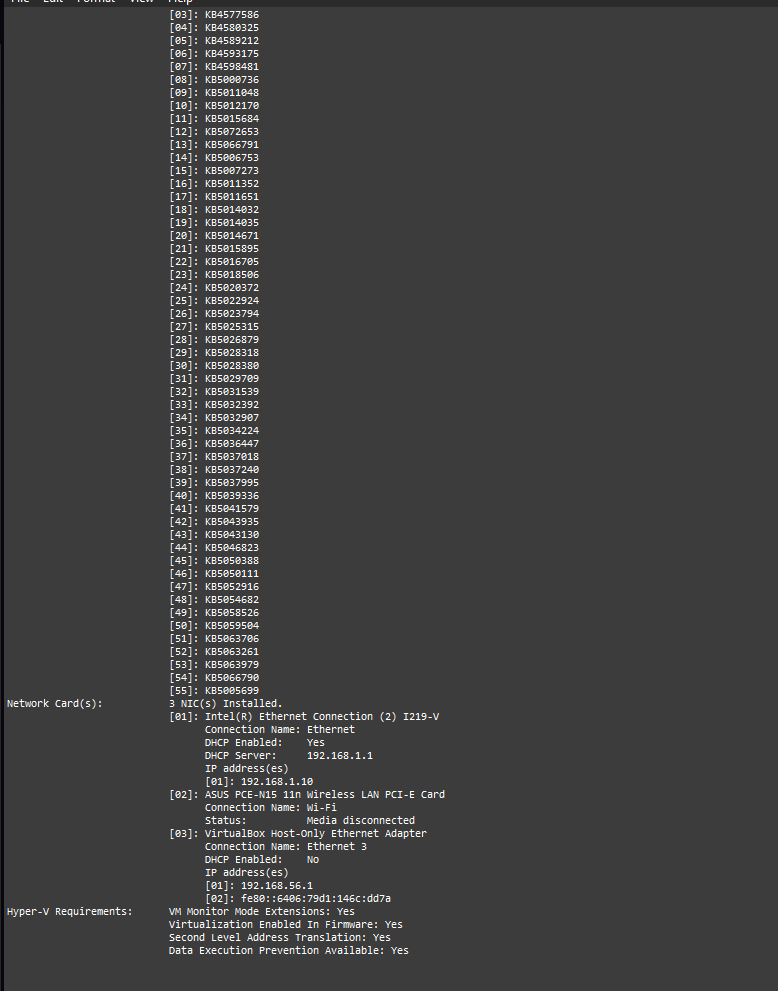 File Edit Format View Help
[03]: KB4577586
[04]: KB4580325
[05]: KB4589212
[06]: KB4593175
[07]: KB4598481
[08]: KB5000736
[09]: KB5011048
[10]: KB5012170
[11]: KB5015684
[12]: KB5072653
[13]: KB5066791
[14]: KB5006753
[15]: KB5007273
[16]: KB5011352
[17]: KB5011651
[18]: KB5014032
[19]: KB5014035
[20]: KB5014671
[21]: KB5015895
[22]: KB5016705
[23]: KB5018506
[24]: KB5020372
[25]: KB5022924
[26]: KB5023794
[27]: KB5025315
[28]: KB5026879
[29]: KB5028318
[30]: KB5028380
[31]: KB5029709
[32]: KB5031539
[33]: KB5032392
[34]: KB5032907
[35]: KB5034224
[36]: KB5036447
[37]: KB5037018
[38]: KB5037240
[39]: KB5037995
[40]: KB5039336
[41]: KB5041579
[42]: KB5043935
[43]: KB5043130
[44]: KB5046823
[45]: KB5050388
[46]: KB5050111
[47]: KB5052916
[48]: KB5054682
[49]: KB5058526
[50]: KB5059504
[51]: KB5063706
[52]: KB5063261
[53]: KB5063979
[54]: KB5066790
[55]: KB5005699
Network Card(s): 3 NIC(s) Installed.
[01]: Intel(R) Ethernet Connection (2) I219-V
Connection Name: Ethernet
DHCP Enabled: Yes
DHCP Server: 192.168.1.1
IP address(es)
[01]: 192.168.1.10
[02]: ASUS PCE-N15 11n Wireless LAN PCI-E Card
Connection Name: Wi-Fi
Status: Media disconnected
[03]: VirtualBox Host-Only Ethernet Adapter
Connection Name: Ethernet 3
DHCP Enabled: No
IP address(es)
[01]: 192.168.56.1
[02]: fe80::6406:79d1:146c:dd7a
Hyper-V Requirements: VM Monitor Mode Extensions: Yes
Virtualization Enabled In Firmware: Yes
Second Level Address Translation: Yes
Data Execution Prevention Available: Yes